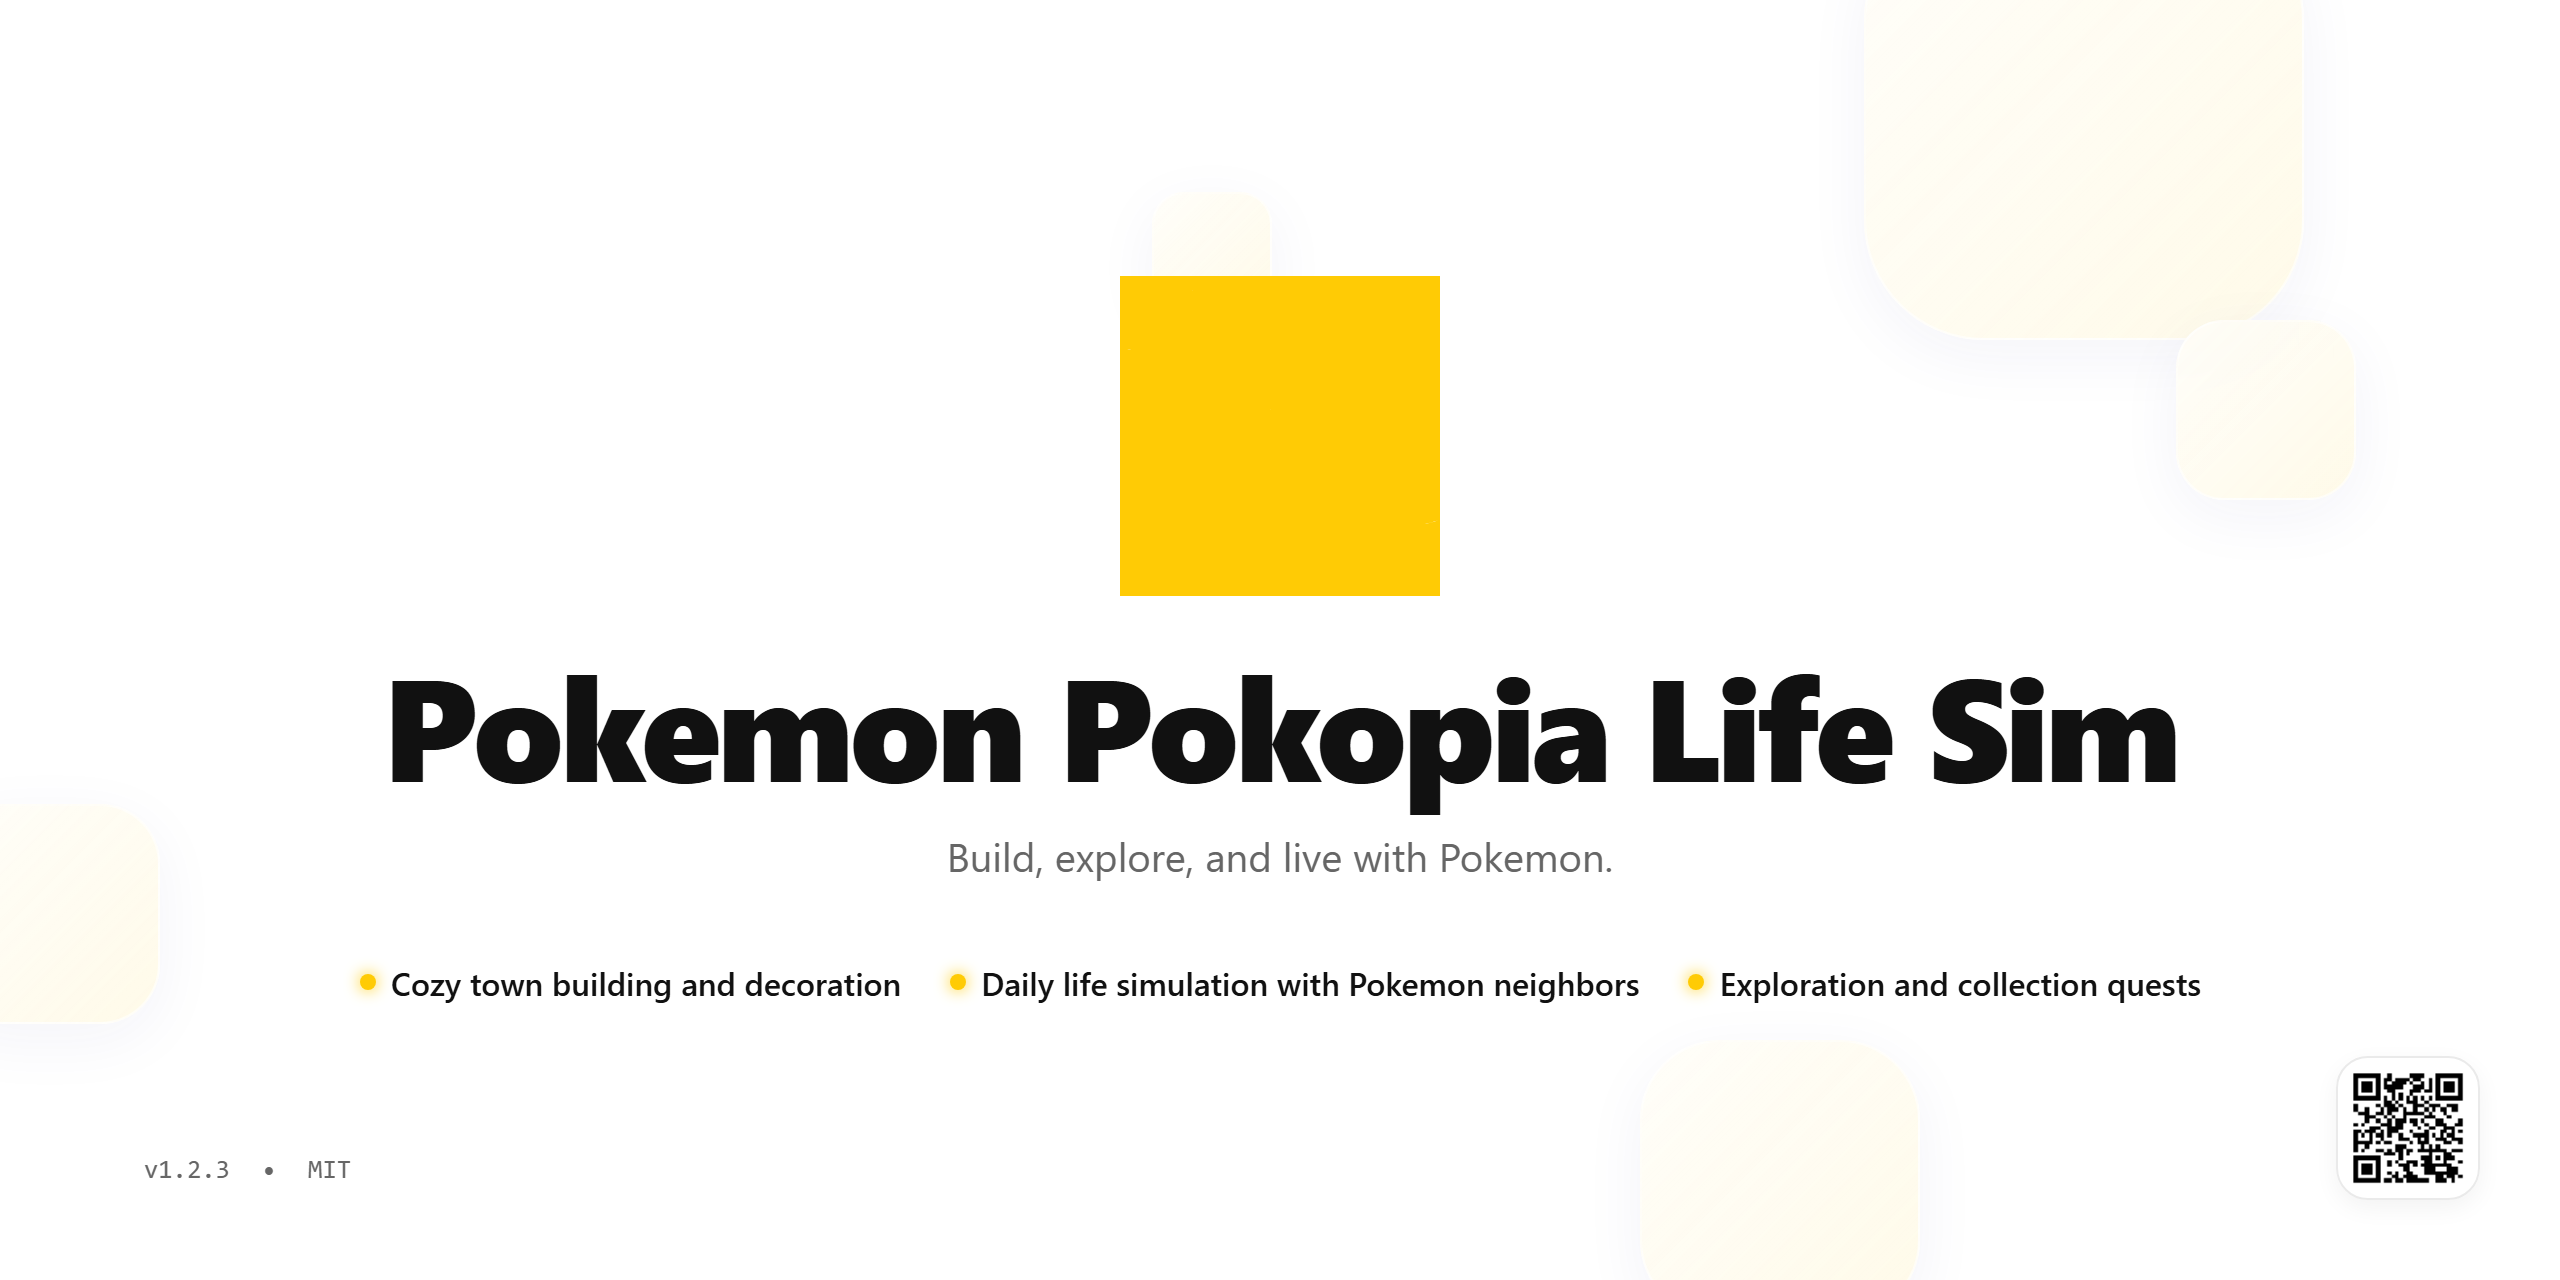 Pokemon Pokopia Life Sim
Build, explore, and live with Pokemon.
Cozy town building and decoration
Daily life simulation with Pokemon neighbors
Exploration and collection quests
v1.2.3 • MIT